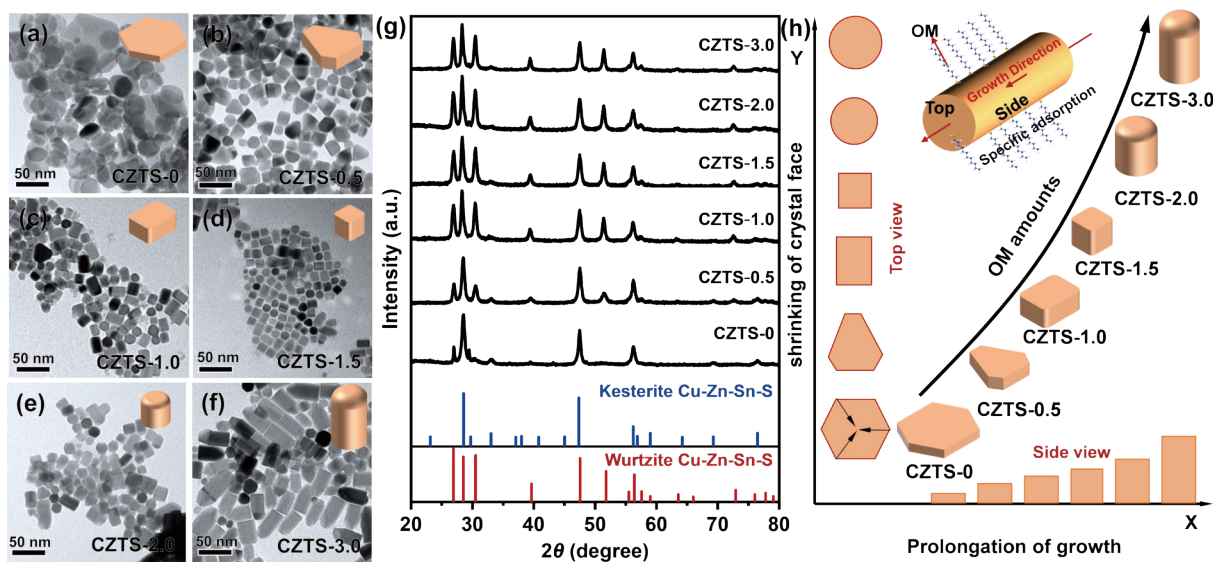 (a)
50 nm
CZTS-0
(b)
50 nm
CZTS-0.5
(c)
50 nm
CZTS-1.0
(d)
50 nm
CZTS-1.5
(e)
50 nm
CZTS-2.0
(f)
50 nm
CZTS-3.0
(g)
CZTS-3.0
CZTS-2.0
CZTS-1.5
CZTS-1.0
CZTS-0.5
CZTS-0
Kesterite Cu-Zn-Sn-S
Wurtzite Cu-Zn-Sn-S
Intensity (a.u.)
20 30 40 50 60 70 80
2θ (degree)
(h)
Y
shrinking of crystal face
Top view
OM
Growth Direction
Top
Side
Specific adsorption
OM amounts
CZTS-3.0
CZTS-2.0
CZTS-1.5
CZTS-1.0
CZTS-0.5
CZTS-0
Side view
X
Prolongation of growth